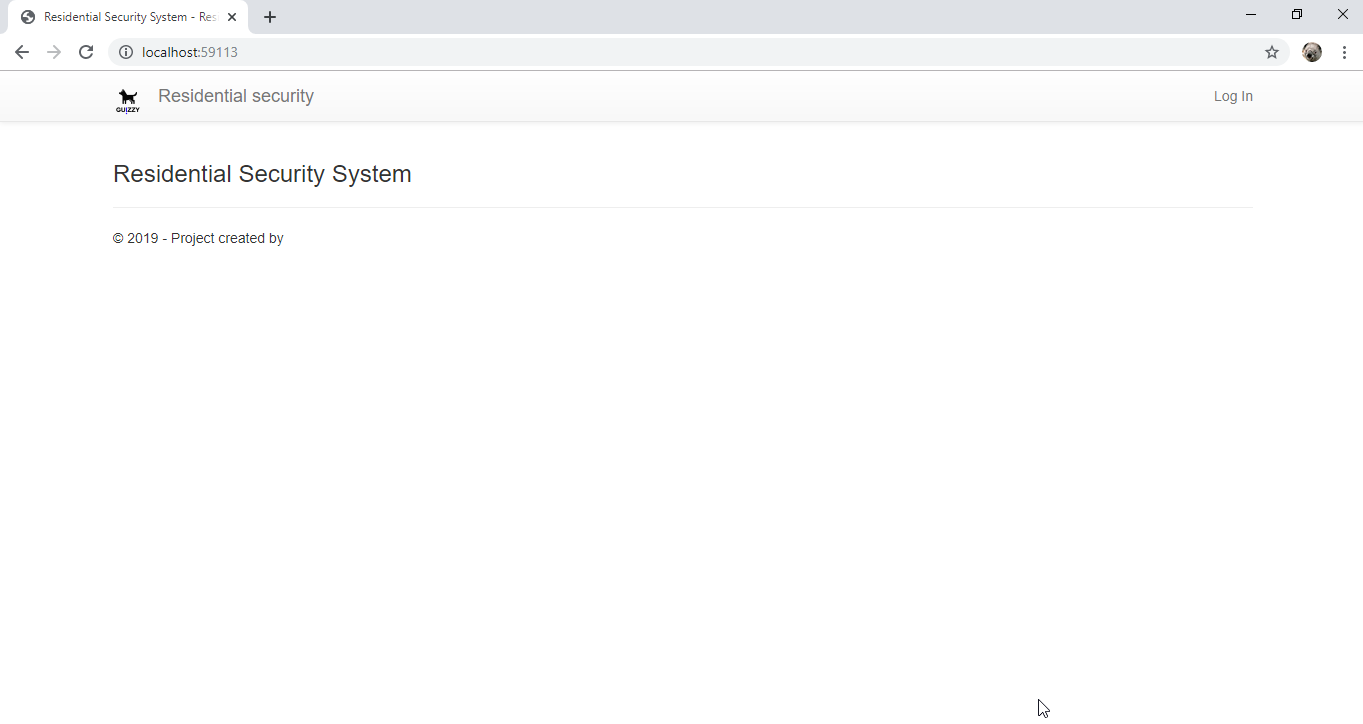 Residential Security System - Res
localhost:59113
GUIZZY
Residential security
Log In
Residential Security System
© 2019 - Project created by